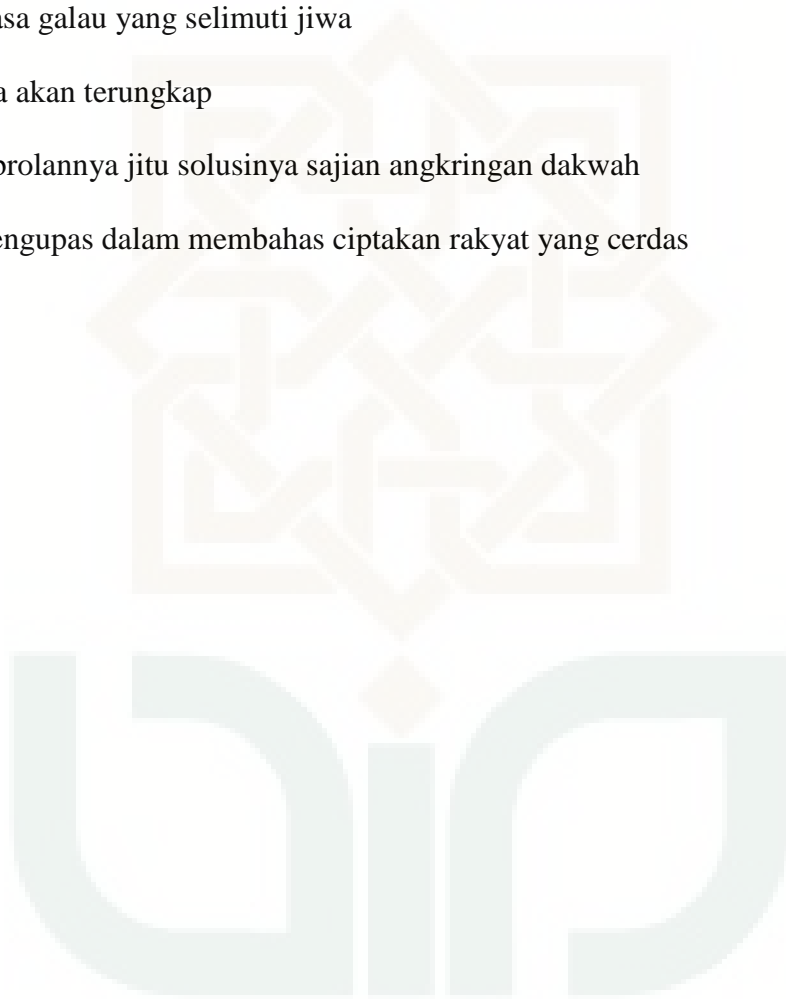 asa galau yang selimuti jiwa
a akan terungkap
brolannya jitu solusinya sajian angkringan dakwah
engupas dalam membahas ciptakan rakyat yang cerdas